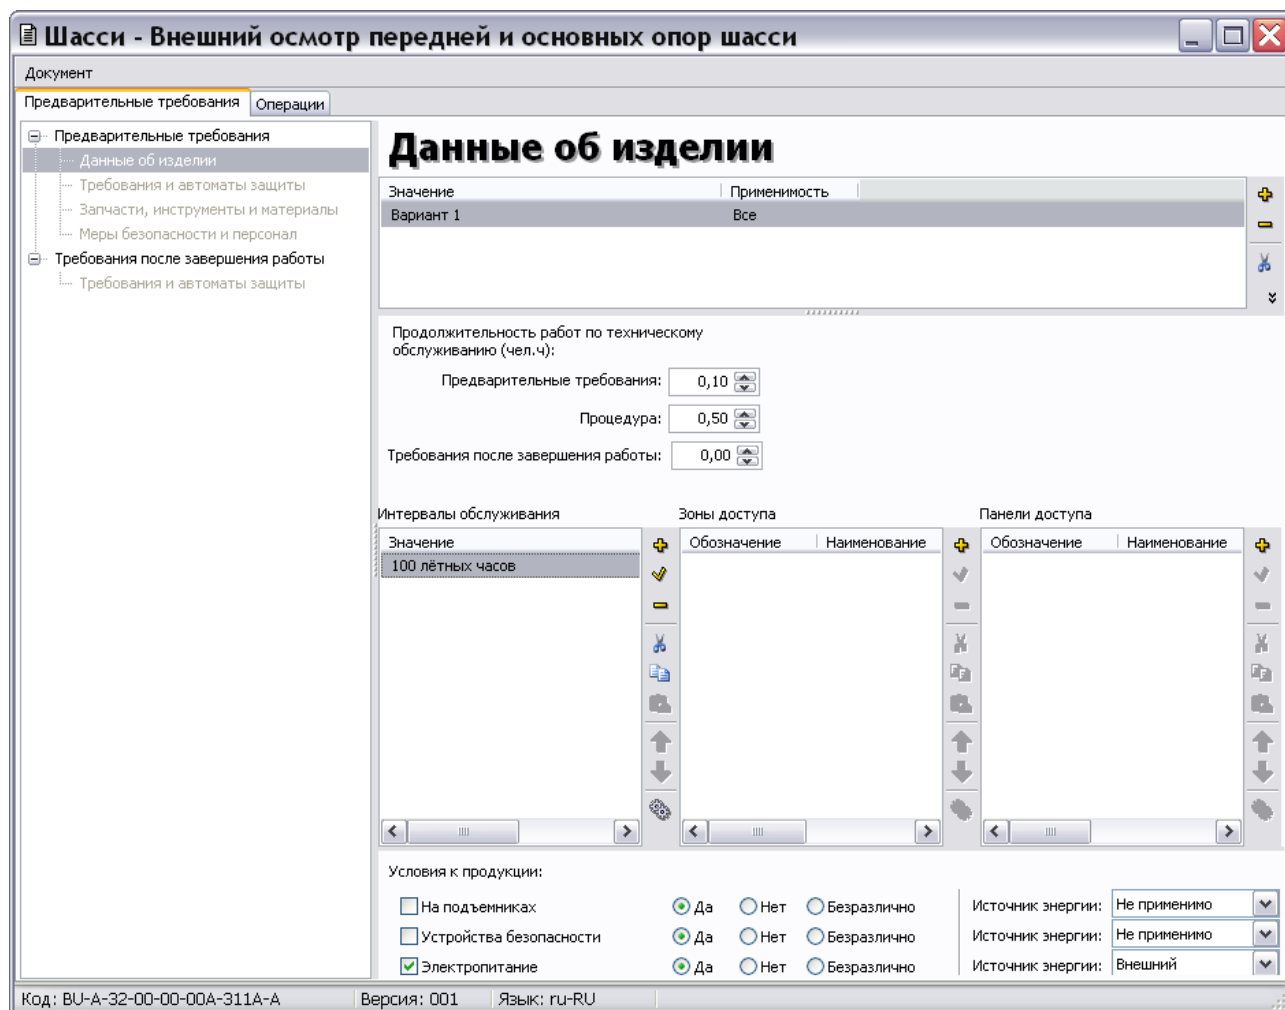 Шасси - Внешний осмотр передней и основных опор шасси
Документ
Предварительные требования Операции
Предварительные требования
Данные об изделии
Требования и автоматы защиты
Запчасти, инструменты и материалы
Меры безопасности и персонал
Требования после завершения работы
Требования и автоматы защиты
Данные об изделии
Значение Применимость
Вариант 1 Все
Продолжительность работ по техническому
обслуживанию (чел.ч):
Предварительные требования: 0,10
Процедура: 0,50
Требования после завершения работы: 0,00
Интервалы обслуживания Зоны доступа Панели доступа
Значение Обозначение Наименование Обозначение Наименование
100 лётных часов
Условия к продукции:
На подъемниках Да Нет Безразлично Источник энергии: Не применимо
Устройства безопасности Да Нет Безразлично Источник энергии: Не применимо
Электропитание Да Нет Безразлично Источник энергии: Внешний
Код: BU-A-32-00-00-00A-311A-A Версия: 001 Язык: ru-RU